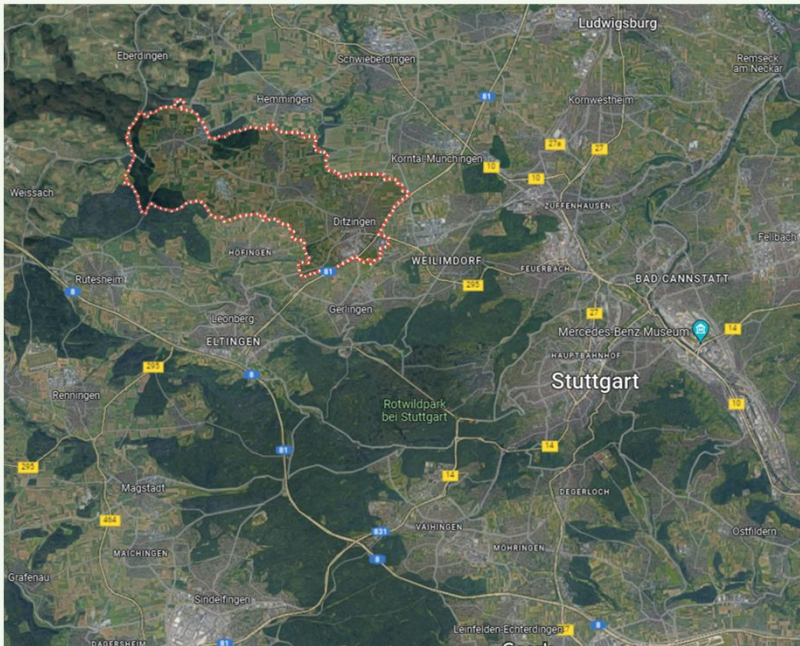 Ludwigsburg
Eberdingen
Schwieberdingen
Remseck
am Neckar
Hemmingen
81
Kornwestheim
27a
27
Korntal-Münchingen
10
10
Weissach
ZUFFENHAUSEN
Ditzingen
Fellbach
HÖFINGEN
WEILIMDORF
FEUERBACH
81
BAD CANNSTATT
Rutesheim
8
295
Gerlingen
27
Leonberg
Mercedes-Benz Museum
14
ELTINGEN
HAUPTBAHNHOF
295
8
Stuttgart
Renningen
Rotwildpark
bei Stuttgart
10
14
81
295
14
Magstadt
DEGERLOCH
464
VAIHINGEN
831
Ostfildern
MAICHINGEN
MÖHRINGEN
8
Grafenau
Sindelfingen
Leinfelden-Echterdingen
8
DAGERSHEIM
81